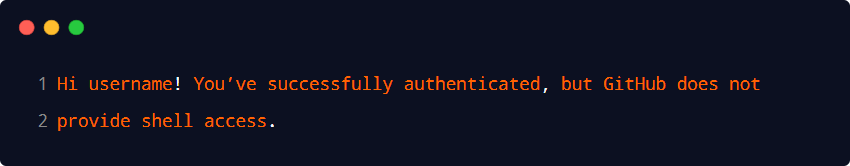 1 Hi username! You’ve successfully authenticated, but GitHub does not
2 provide shell access.